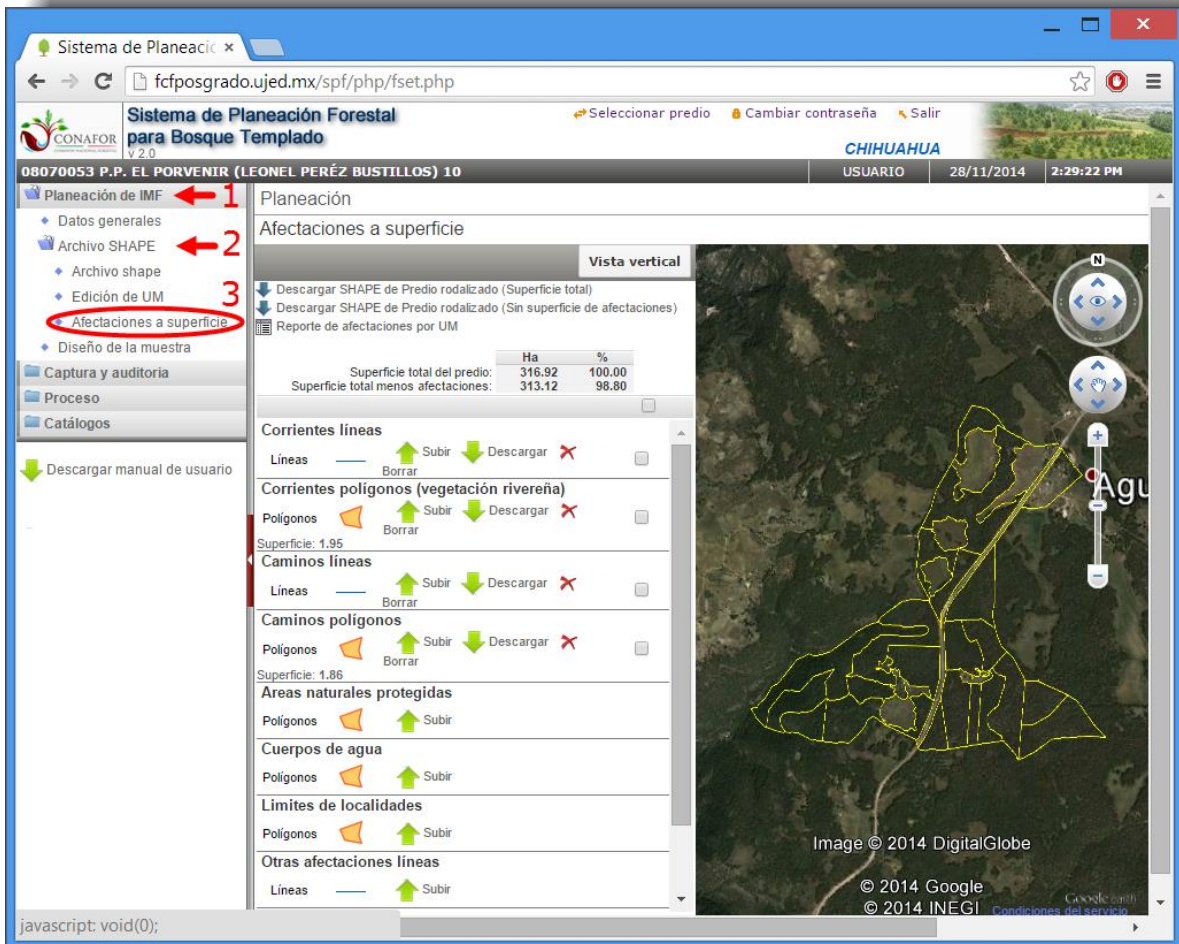 Sistema de Planeació
fcfposgrado.ujed.mx/spf/php/fset.php
CONAFOR
Sistema de Planeación Forestal
para Bosque Templado
v 2.0
Seleccionar predio Cambiar contraseña Salir
CHIHUAHUA
08070053 P.P. EL PORVENIR (LEONEL PERÉZ BUSTILLOS) 10 USUARIO 28/11/2014 2:29:22 PM
Planeación de IMF 1
Datos generales
Archivo SHAPE 2
Archivo shape
Edición de UM 3
Afectaciones a superficie
Diseño de la muestra
Captura y auditoria
Proceso
Catálogos
Descargar manual de usuario
Planeación
Afectaciones a superficie
Vista vertical
Descargar SHAPE de Predio rodalizado (Superficie total)
Descargar SHAPE de Predio rodalizado (Sin superficie de afectaciones)
Reporte de afectaciones por UM
Ha %
Superficie total del predio: 316.92 100.00
Superficie total menos afectaciones: 313.12 98.80
Corrientes líneas
Líneas Subir Descargar
Borrar
Corrientes polígonos (vegetación rivereña)
Polígonos Subir Descargar
Borrar
Superficie: 1.95
Caminos líneas
Líneas Subir Descargar
Borrar
Caminos polígonos
Polígonos Subir Descargar
Borrar
Superficie: 1.86
Areas naturales protegidas
Polígonos Subir
Cuerpos de agua
Polígonos Subir
Limites de localidades
Polígonos Subir
Otras afectaciones líneas
Líneas Subir
N
Agu
Image © 2014 DigitalGlobe
© 2014 Google
© 2014 INEGI
Google earth
Condiciones del servicio
javascript: void(0);